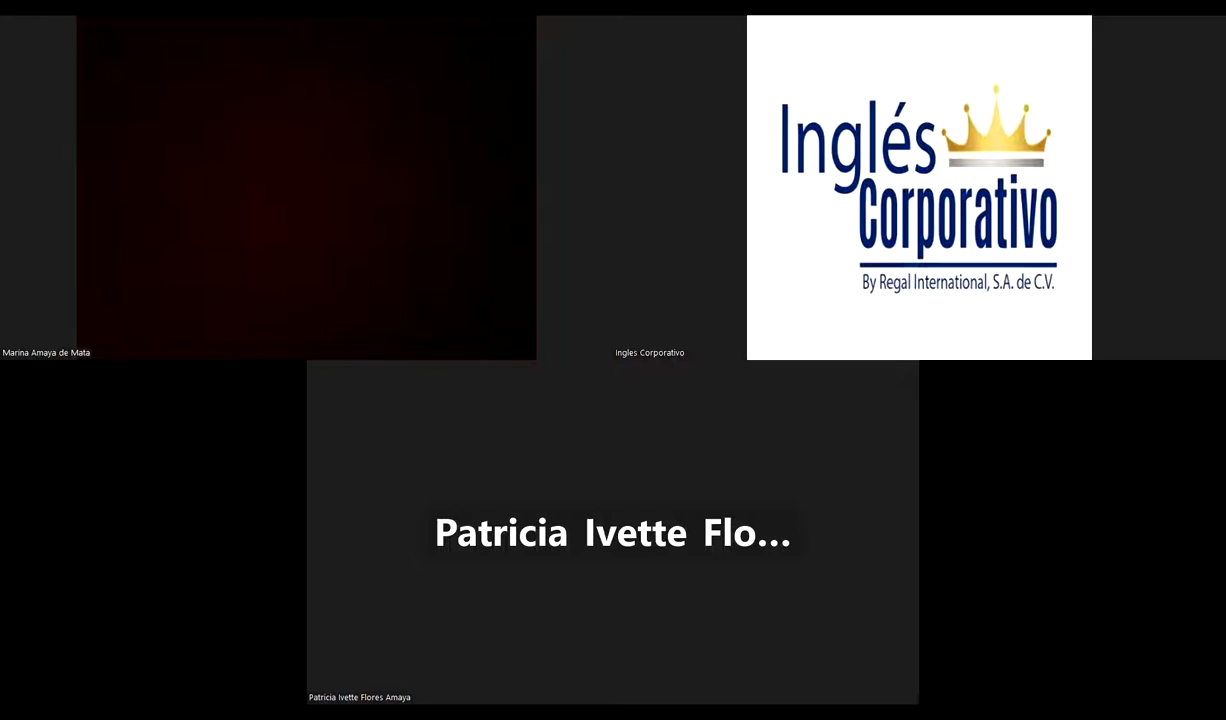 Inglés
Corporativo
By Regal International, S.A. de C.V.
Marina Amaya de Mata
Ingles Corporativo
Patricia Ivette Flo...
Patricia Ivette Flores Amaya